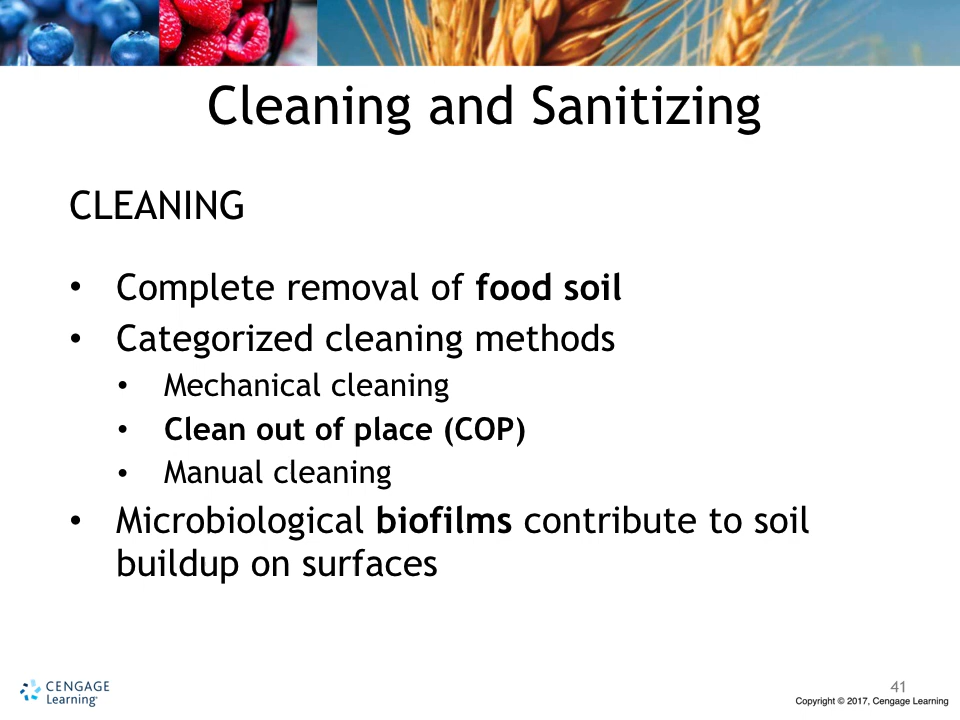 Cleaning and Sanitizing
CLEANING
• Complete removal of food soil
• Categorized cleaning methods
• Mechanical cleaning
• Clean out of place (COP)
• Manual cleaning
• Microbiological biofilms contribute to soil
buildup on surfaces
CENGAGE
Learning
41
Copyright © 2017, Cengage Learning